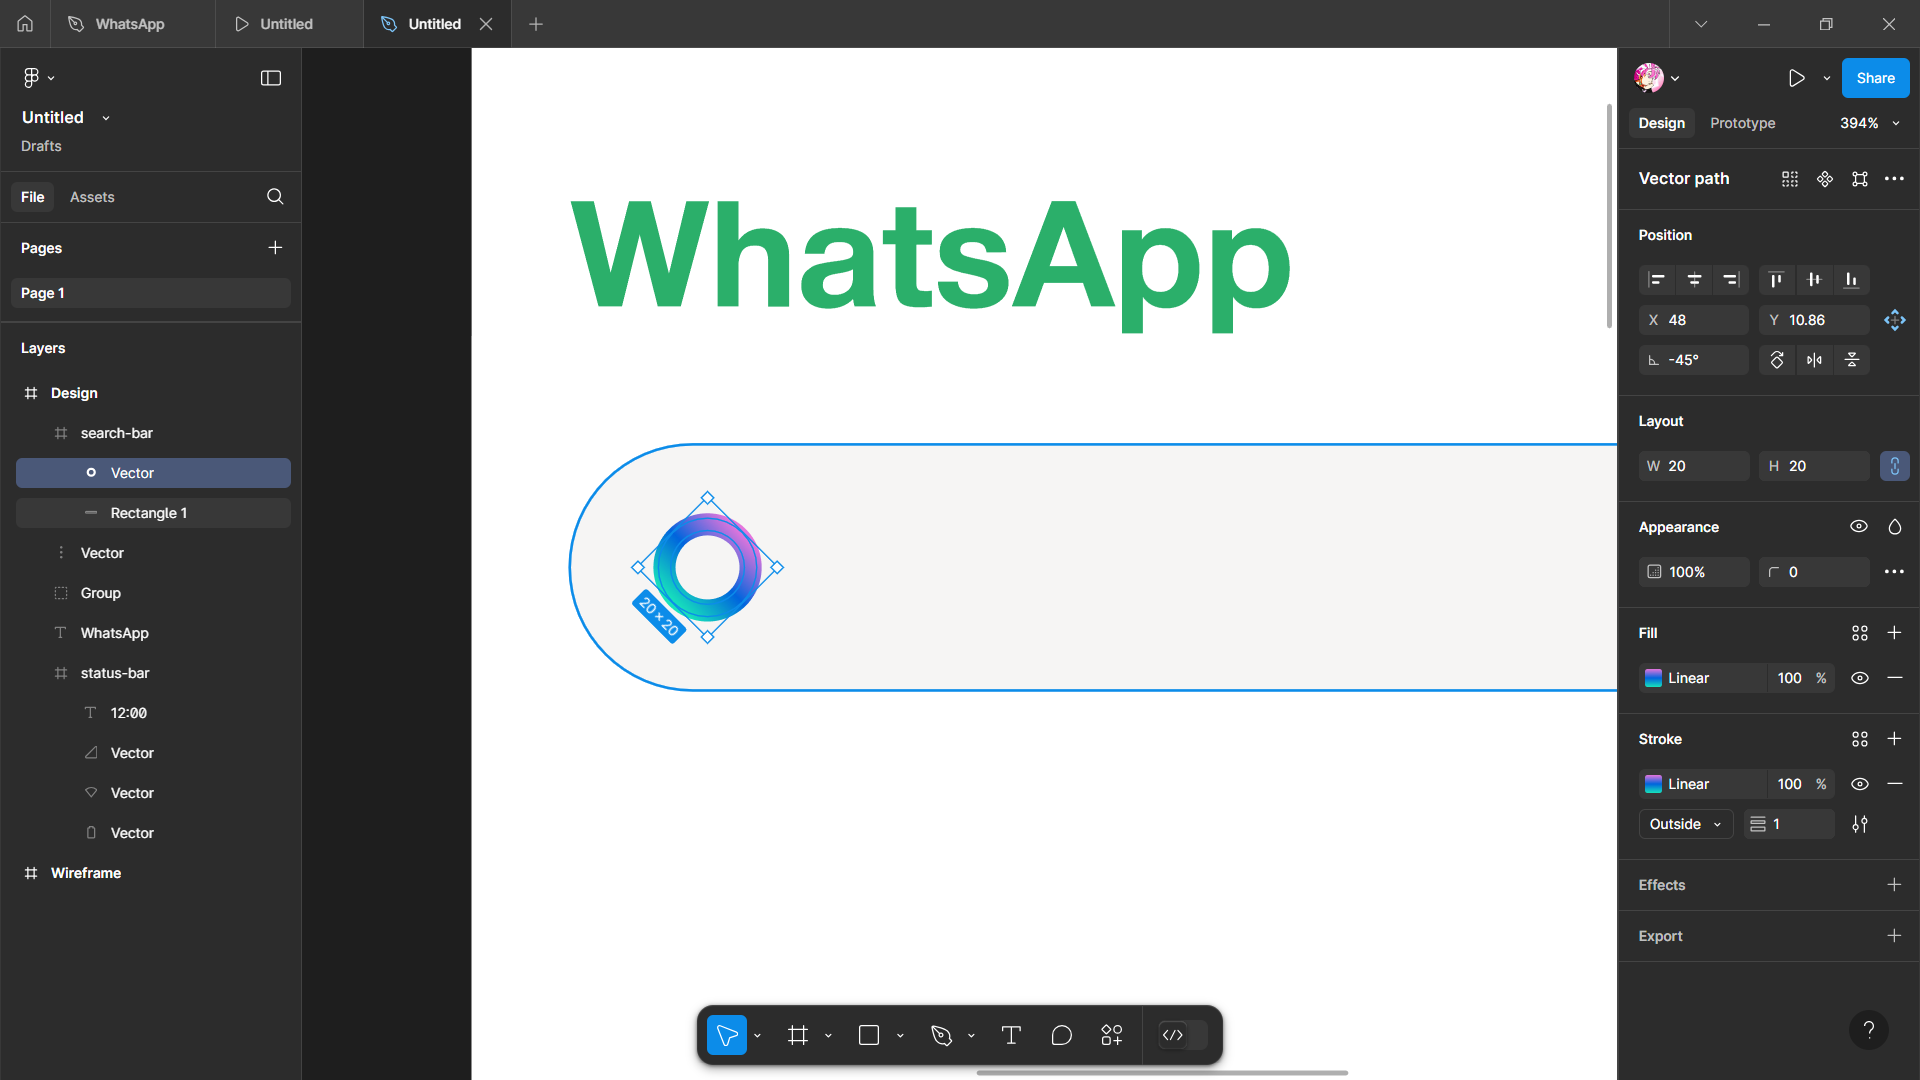 WhatsApp
Untitled
Untitled
Untitled
Drafts
File
Assets
Pages
Page 1
Layers
Design
search-bar
Vector
Rectangle 1
Vector
Group
WhatsApp
status-bar
12:00
Vector
Vector
Vector
Wireframe
WhatsApp
20 × 20
Share
Design
Prototype
394%
Vector path
Position
X 48
Y 10.86
-45°
Layout
W 20
H 20
Appearance
100%
0
Fill
Linear
100 %
Stroke
Linear
100 %
Outside
1
Effects
Export
?